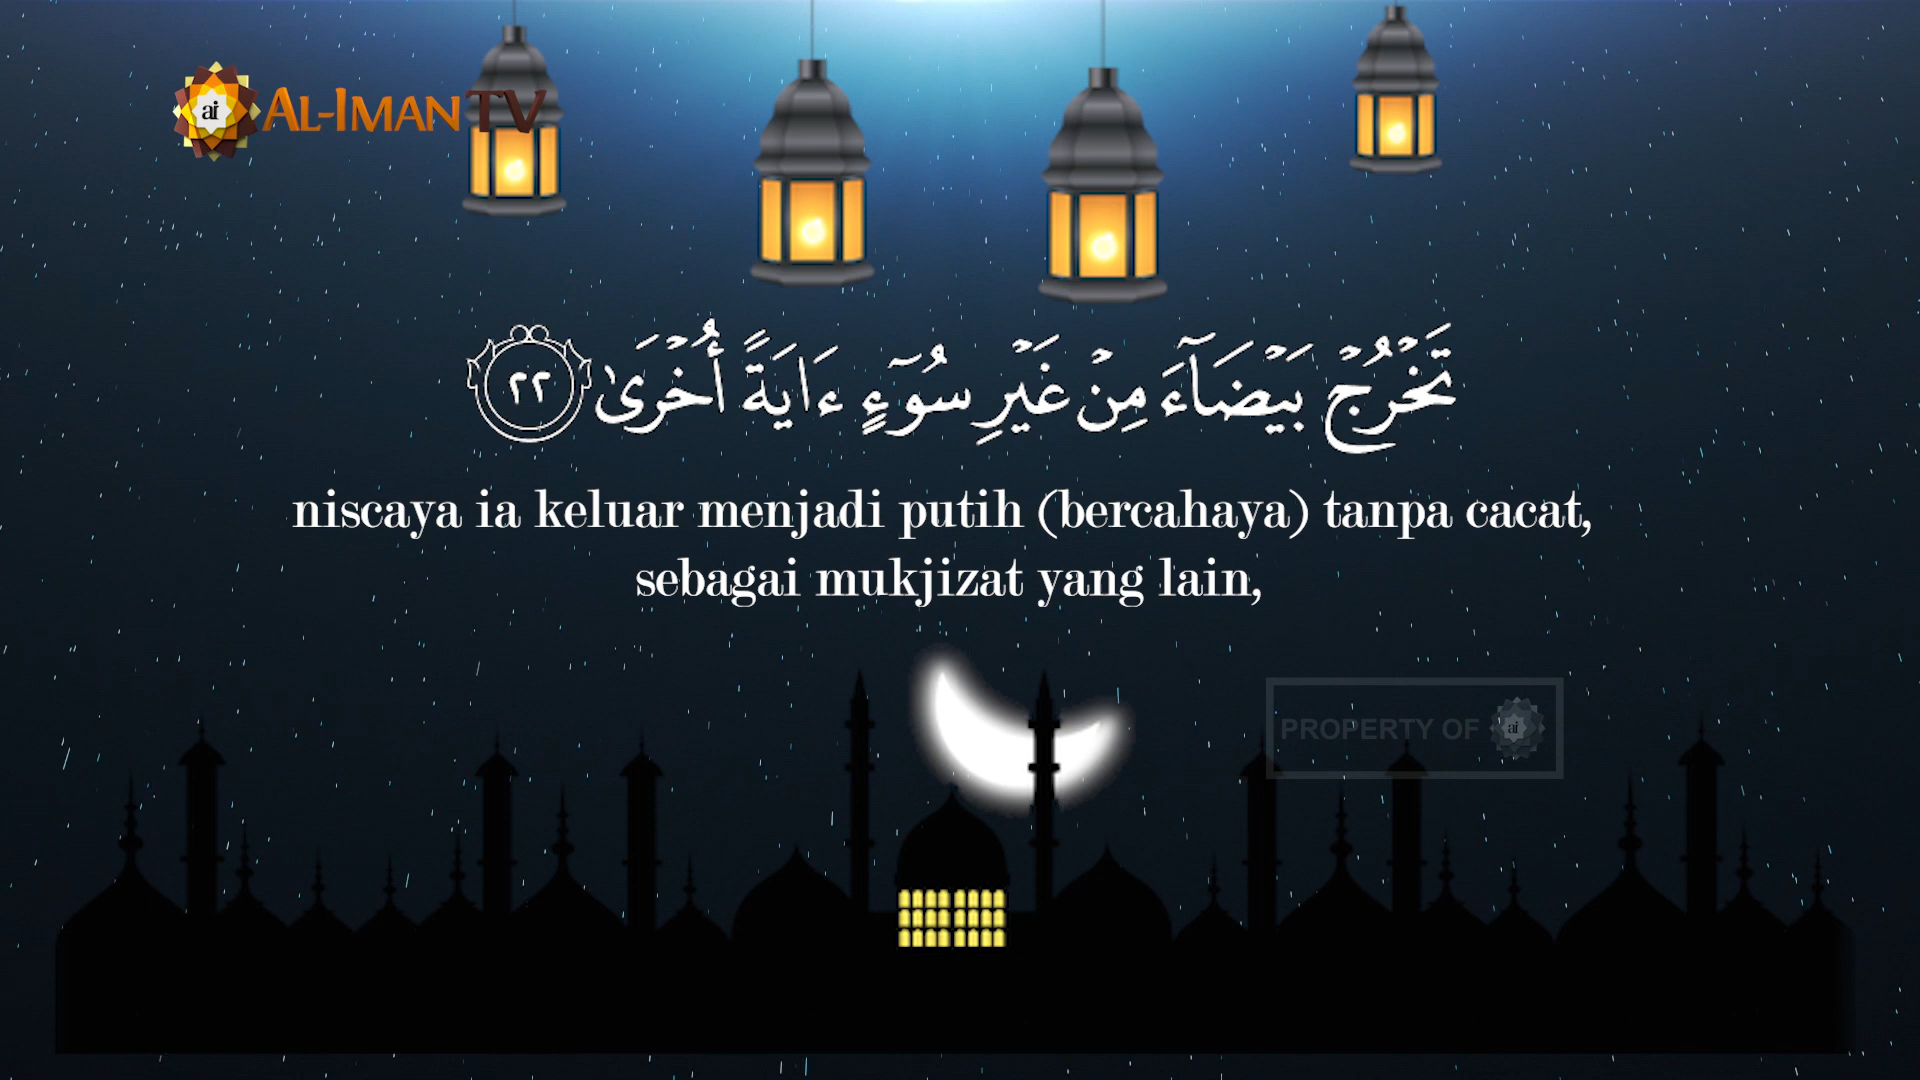 AL-IMAN TV
تَخْرُجْ بَيْضَآءَ مِنْ غَيْرِ سُوٓءٍ ءَايَةً أُخْرَىٰ ٢٢
niscaya ia keluar menjadi putih (bercahaya) tanpa cacat,
sebagai mukjizat yang lain,
PROPERTY OF ai